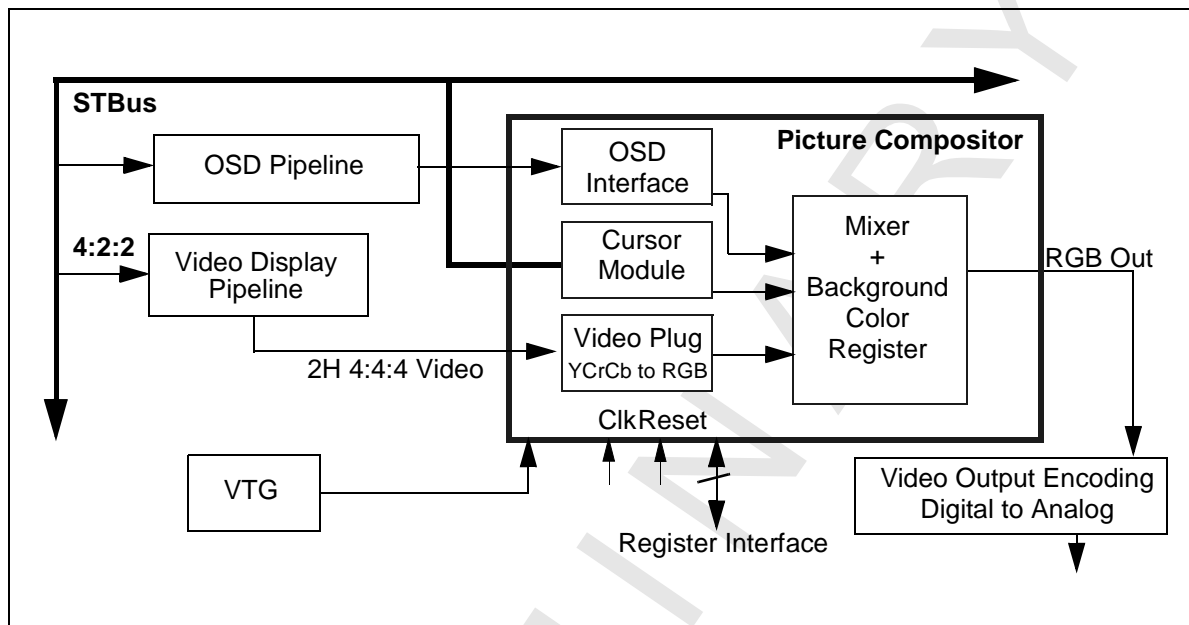 STBus
OSD Pipeline
4:2:2
Video Display
Pipeline
2H 4:4:4 Video
VTG
Picture Compositor
OSD
Interface
Cursor
Module
Video Plug
YCrCb to RGB
ClkReset
Mixer
+
Background
Color
Register
RGB Out
Register Interface
Video Output Encoding
Digital to Analog
INARY